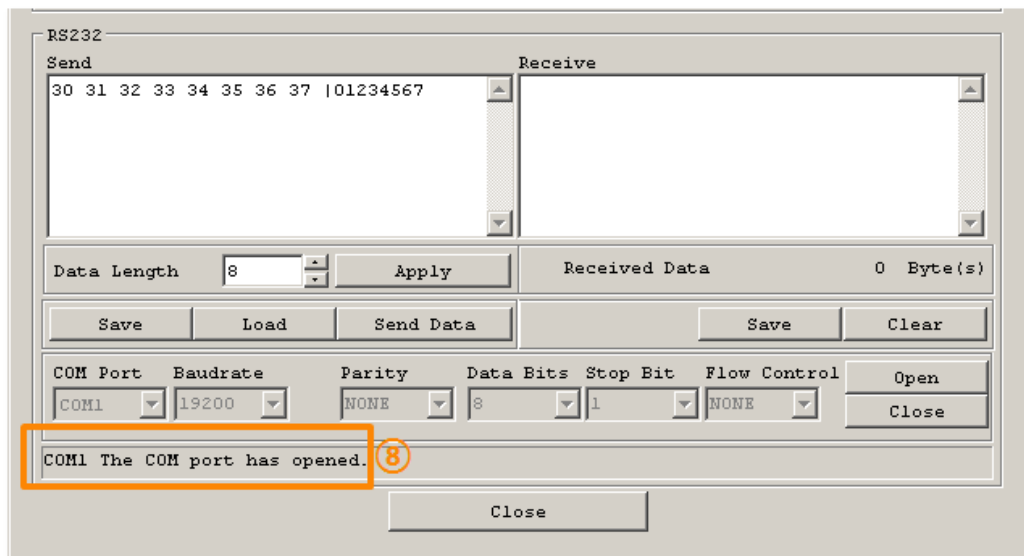 RS232
Send Receive
30 31 32 33 34 35 36 37 |01234567
Data Length 8 Apply Received Data 0 Byte(s)
Save Load Send Data Save Clear
COM Port Baudrate Parity Data Bits Stop Bit Flow Control Open
COM1 19200 NONE 8 1 NONE Close
COM1 The COM port has opened. ⑧
Close